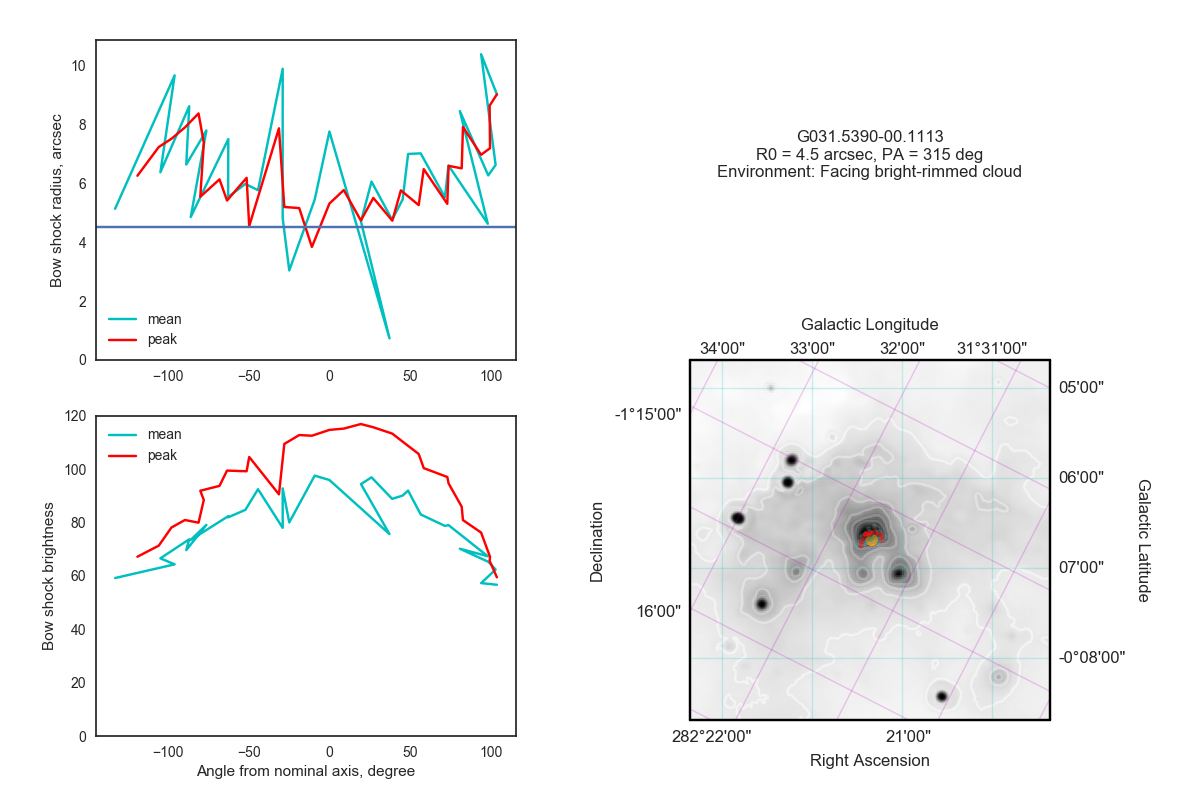 10
8
6
4
2
0
Bow shock radius, arcsec
mean
peak
−100
−50
0
50
100
120
100
80
60
40
20
0
Bow shock brightness
mean
peak
−100
−50
0
50
100
Angle from nominal axis, degree
G031.5390-00.1113
R0 = 4.5 arcsec, PA = 315 deg
Environment: Facing bright-rimmed cloud
Galactic Longitude
34'00"
33'00"
32'00"
31°31'00"
-1°15'00"
16'00"
Declination
05'00"
06'00"
07'00"
-0°08'00"
Galactic Latitude
282°22'00"
21'00"
Right Ascension